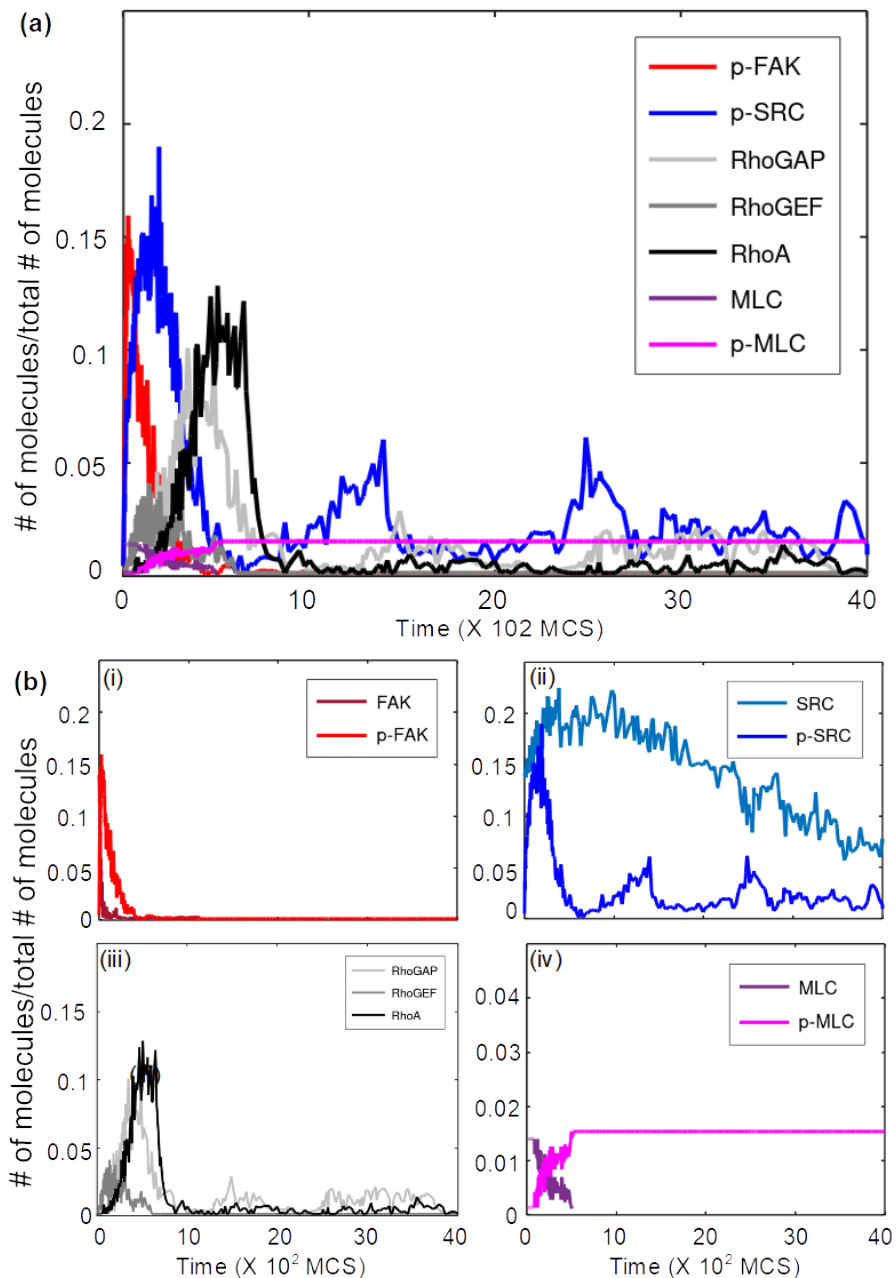 (a)
# of molecules/total # of molecules
0.2
0.15
0.1
0.05
0
p-FAK
p-SRC
RhoGAP
RhoGEF
RhoA
MLC
p-MLC
0 10 20 30 40
Time (X 102 MCS)
(b)
# of molecules/total # of molecules
(i)
FAK
p-FAK
0.2
0.15
0.1
0.05
0
(ii)
SRC
p-SRC
0.2
0.15
0.1
0.05
0
(iii)
RhoGAP
RhoGEF
RhoA
0.15
0.1
0.05
0
0 10 20 30 40
Time (X 10² MCS)
(iv)
MLC
p-MLC
0.04
0.03
0.02
0.01
0
10 20 30 40
Time (X 10² MCS)